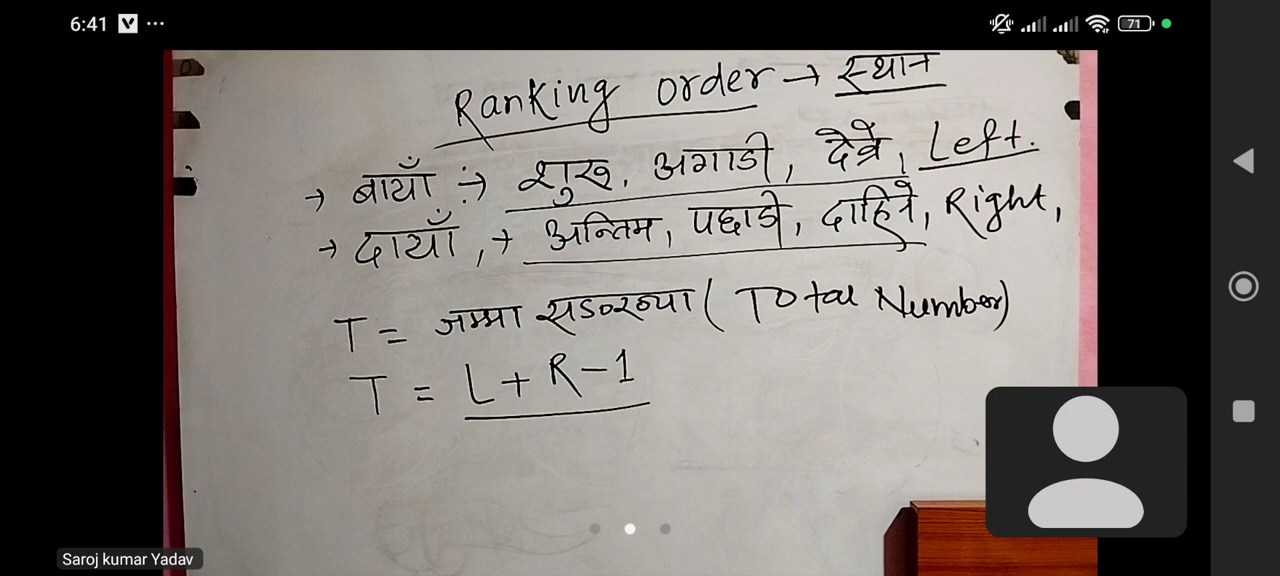 6:41
71
Ranking order → स्थान
→ बायाँ :→ शुरू, अगाडी, देब्रे, Left.
→ दायाँ, → अन्तिम, पछाडी, दाहिने, Right,
T = जम्मा सङ्ख्या ( Total Number)
T = L + R - 1
Saroj kumar Yadav